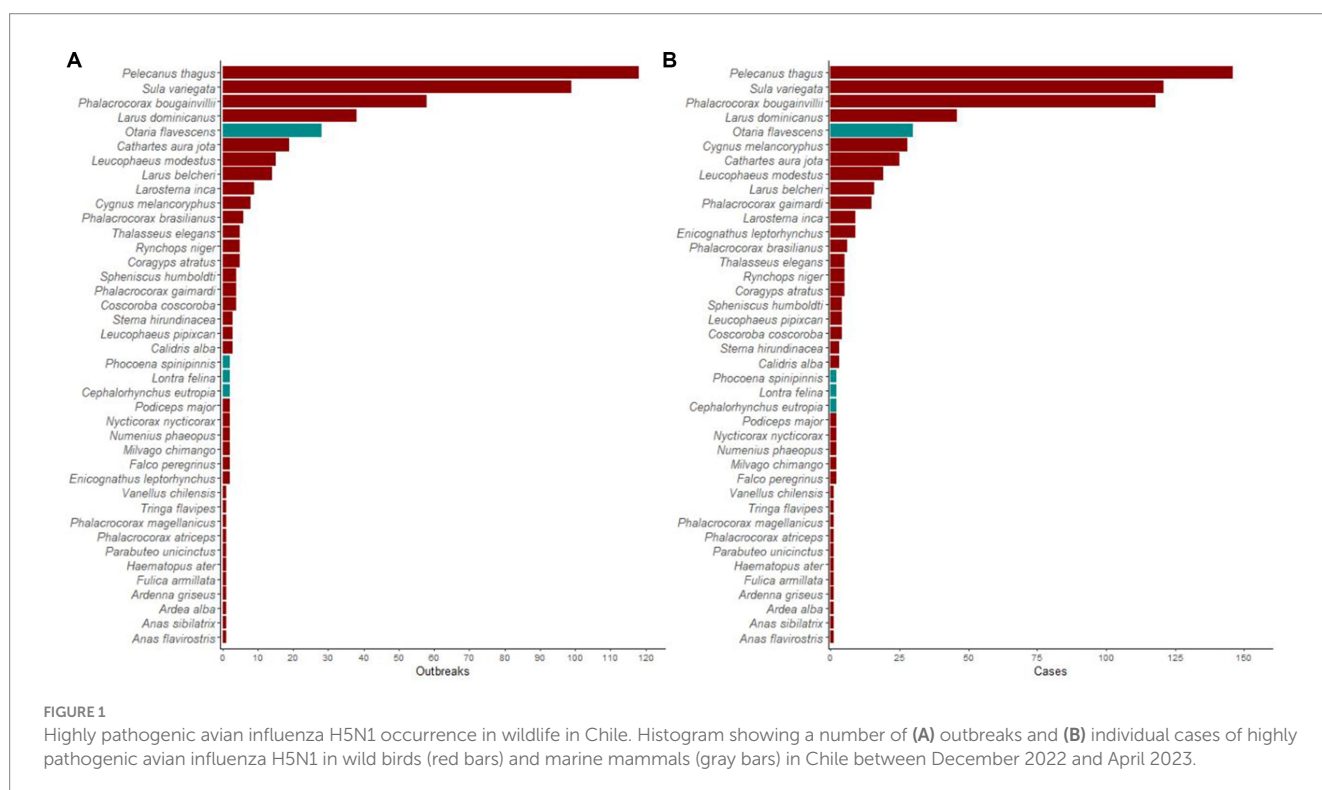 A
Pelecanus thagus
Sula variegata
Phalacrocorax bougainvillii
Larus dominicanus
Otaria flavescens
Cathartes aura jota
Leucophaeus modestus
Larus belcheri
Larosterna inca
Cygnus melancoryphus
Phalacrocorax brasilianus
Thalasseus elegans
Rynchops niger
Coragyps atratus
Spheniscus humboldti
Phalacrocorax gaimardi
Coscoroba coscoroba
Sterna hirundinacea
Leucophaeus pipixcan
Calidris alba
Phocoena spinipinnis
Lontra felina
Cephalorhynchus eutropia
Podiceps major
Nycticorax nycticorax
Numenius phaeopus
Milvago chimango
Falco peregrinus
Enicognathus leptorhynchus
Vanellus chilensis
Tringa flavipes
Phalacrocorax magellanicus
Phalacrocorax atriceps
Parabuteo unicinctus
Haematopus ater
Fulica armillata
Ardenna griseus
Ardea alba
Anas sibilatrix
Anas flavirostris
0 10 20 30 40 50 60 70 80 90 100 110 120
Outbreaks
B
Pelecanus thagus
Sula variegata
Phalacrocorax bougainvillii
Larus dominicanus
Otaria flavescens
Cygnus melancoryphus
Cathartes aura jota
Leucophaeus modestus
Larus belcheri
Phalacrocorax gaimardi
Larosterna inca
Enicognathus leptorhynchus
Phalacrocorax brasilianus
Thalasseus elegans
Rynchops niger
Coragyps atratus
Spheniscus humboldti
Leucophaeus pipixcan
Coscoroba coscoroba
Sterna hirundinacea
Calidris alba
Phocoena spinipinnis
Lontra felina
Cephalorhynchus eutropia
Podiceps major
Nycticorax nycticorax
Numenius phaeopus
Milvago chimango
Falco peregrinus
Vanellus chilensis
Tringa flavipes
Phalacrocorax magellanicus
Phalacrocorax atriceps
Parabuteo unicinctus
Haematopus ater
Fulica armillata
Ardenna griseus
Ardea alba
Anas sibilatrix
Anas flavirostris
0 25 50 75 100 125 150
Cases
FIGURE 1
Highly pathogenic avian influenza H5N1 occurrence in wildlife in Chile. Histogram showing a number of (A) outbreaks and (B) individual cases of highly
pathogenic avian influenza H5N1 in wild birds (red bars) and marine mammals (gray bars) in Chile between December 2022 and April 2023.